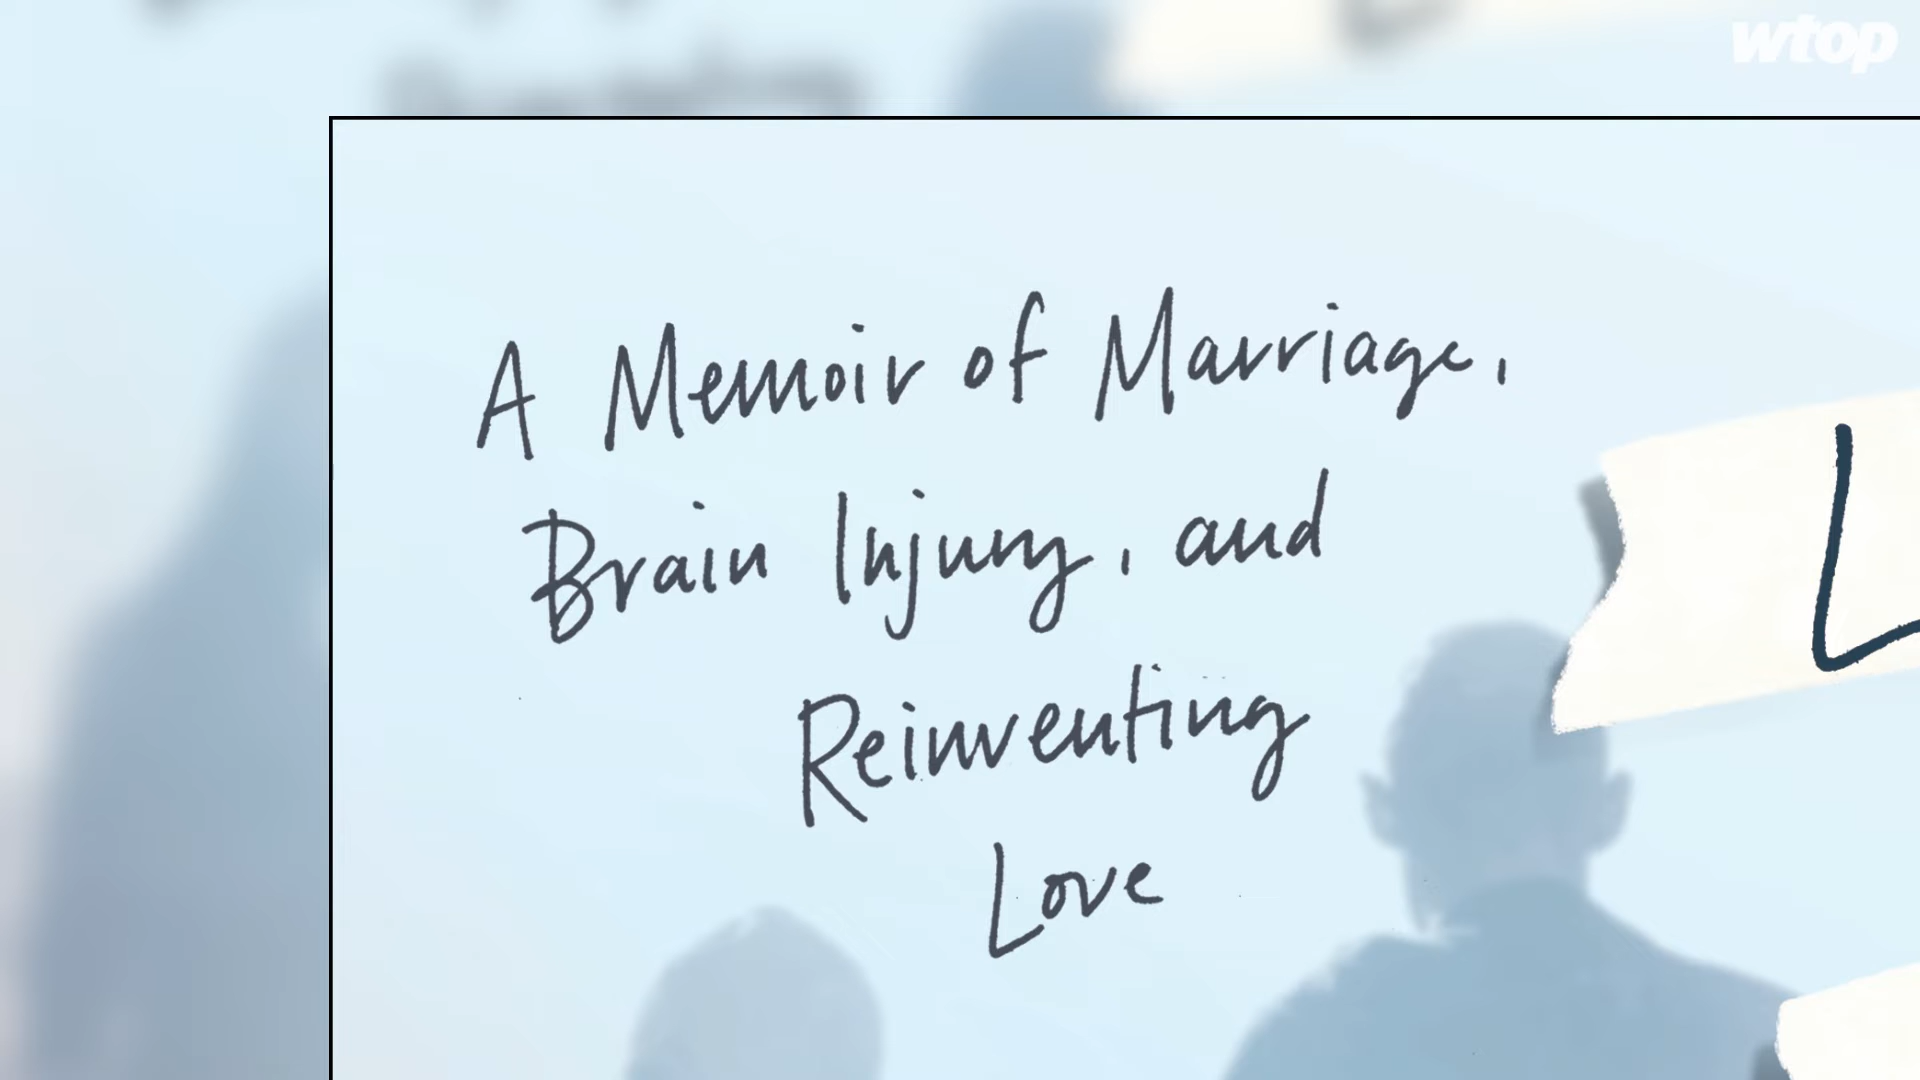 wtop
A Memoir of Marriage,
Brain Injury, and
Reinventing
Love
L